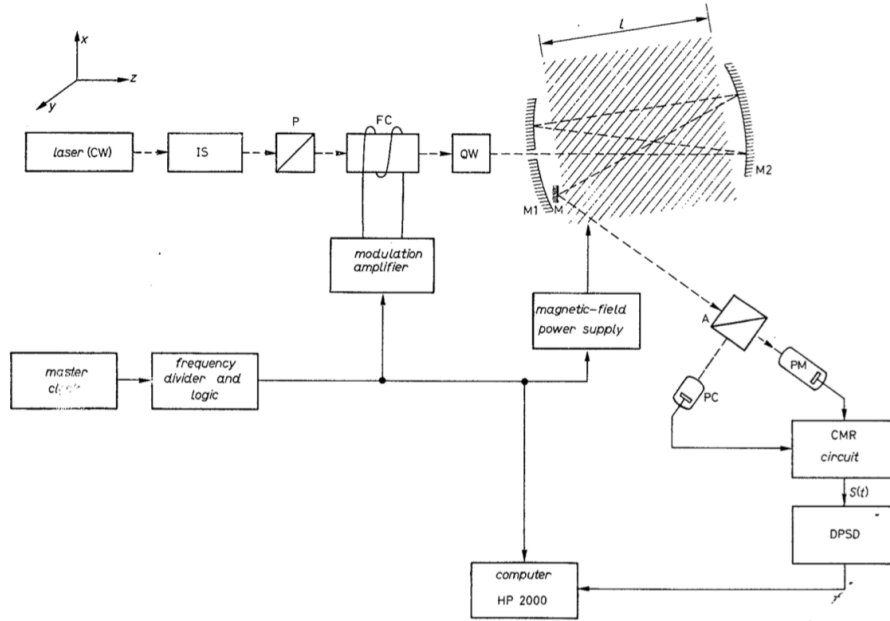 L
x
z
y
P
FC
laser (CW)
IS
QW
M1
M
M2
modulation
amplifier
magnetic-field
power supply
A
PM
PC
master
frequency
divider and
logic
CMR
circuit
S(t)
DPSD
computer
HP 2000